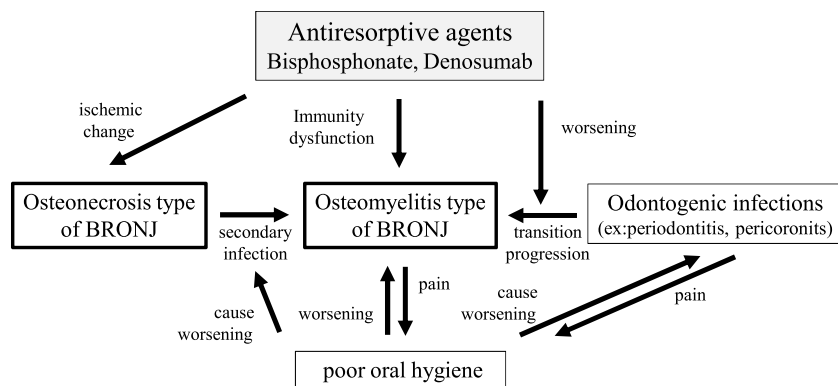 Antiresorptive agents
Bisphosphonate, Denosumab
ischemic
change
Immunity
dysfunction
worsening
Osteonecrosis type
of BRONJ
secondary
infection
Osteomyelitis type
of BRONJ
transition
progression
Odontogenic infections
(ex:periodontitis, pericoronits)
cause
worsening
worsening
pain
cause
worsening
pain
poor oral hygiene